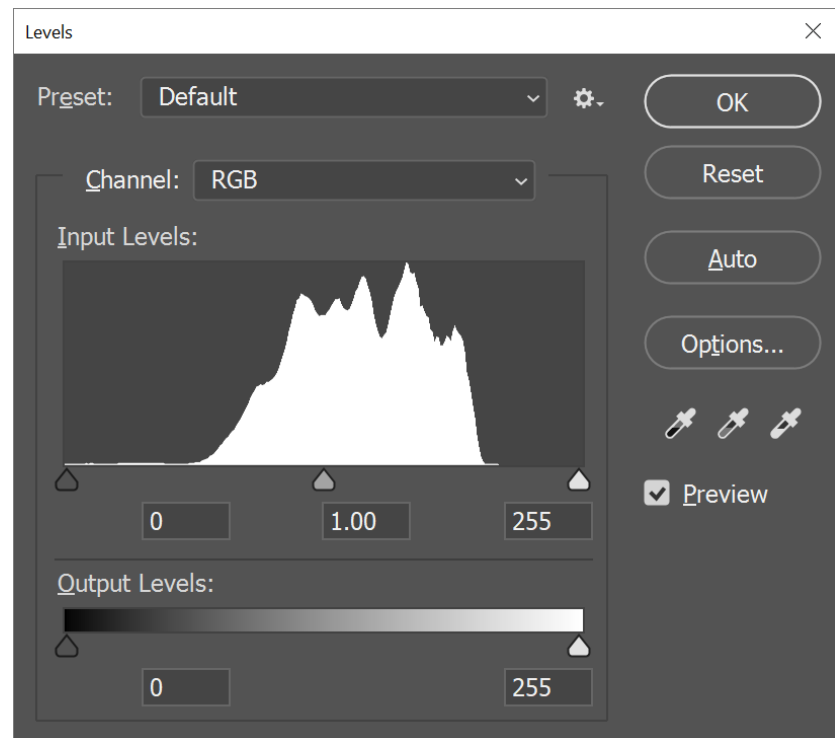 Levels
Preset: Default
OK
Channel: RGB
Reset
Input Levels:
Auto
Options...
Preview
0 1.00 255
Output Levels:
0 255